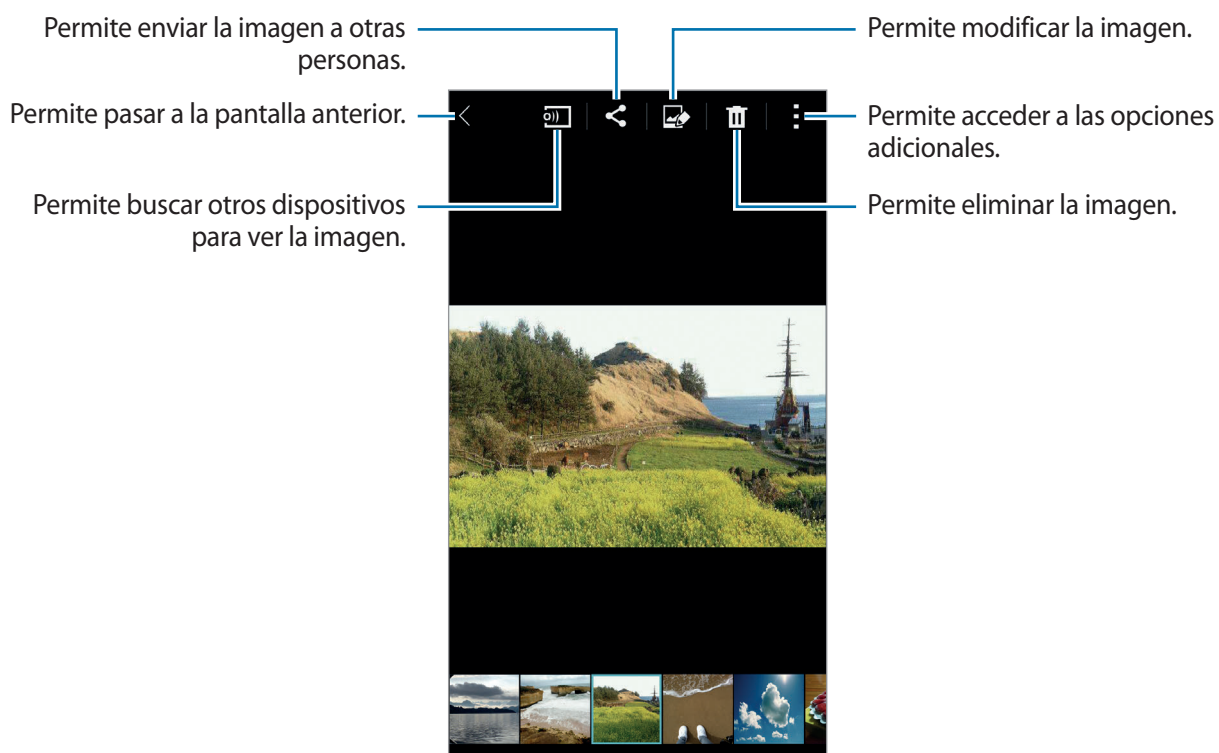 Permite enviar la imagen a otras
personas.
Permite modificar la imagen.
Permite pasar a la pantalla anterior.
Permite acceder a las opciones
adicionales.
Permite buscar otros dispositivos
para ver la imagen.
Permite eliminar la imagen.